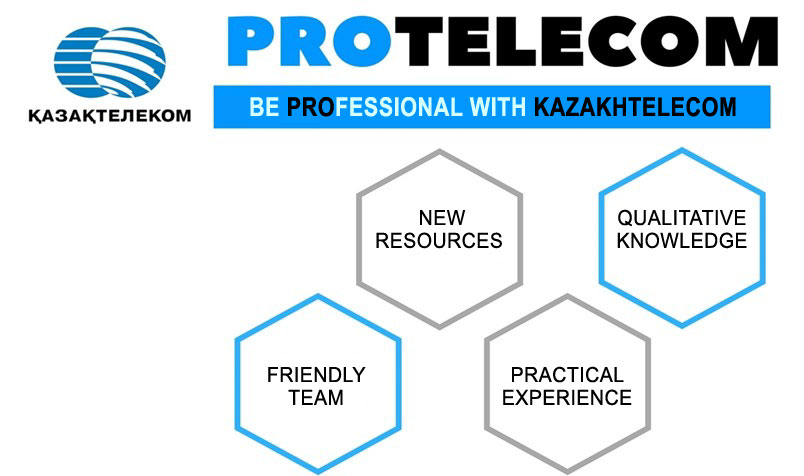 PROTELECOM
ҚАЗАҚТЕЛЕКОМ
BE PROFESSIONAL WITH KAZAKHTELECOM
NEW
RESOURCES
QUALITATIVE
KNOWLEDGE
FRIENDLY
TEAM
PRACTICAL
EXPERIENCE